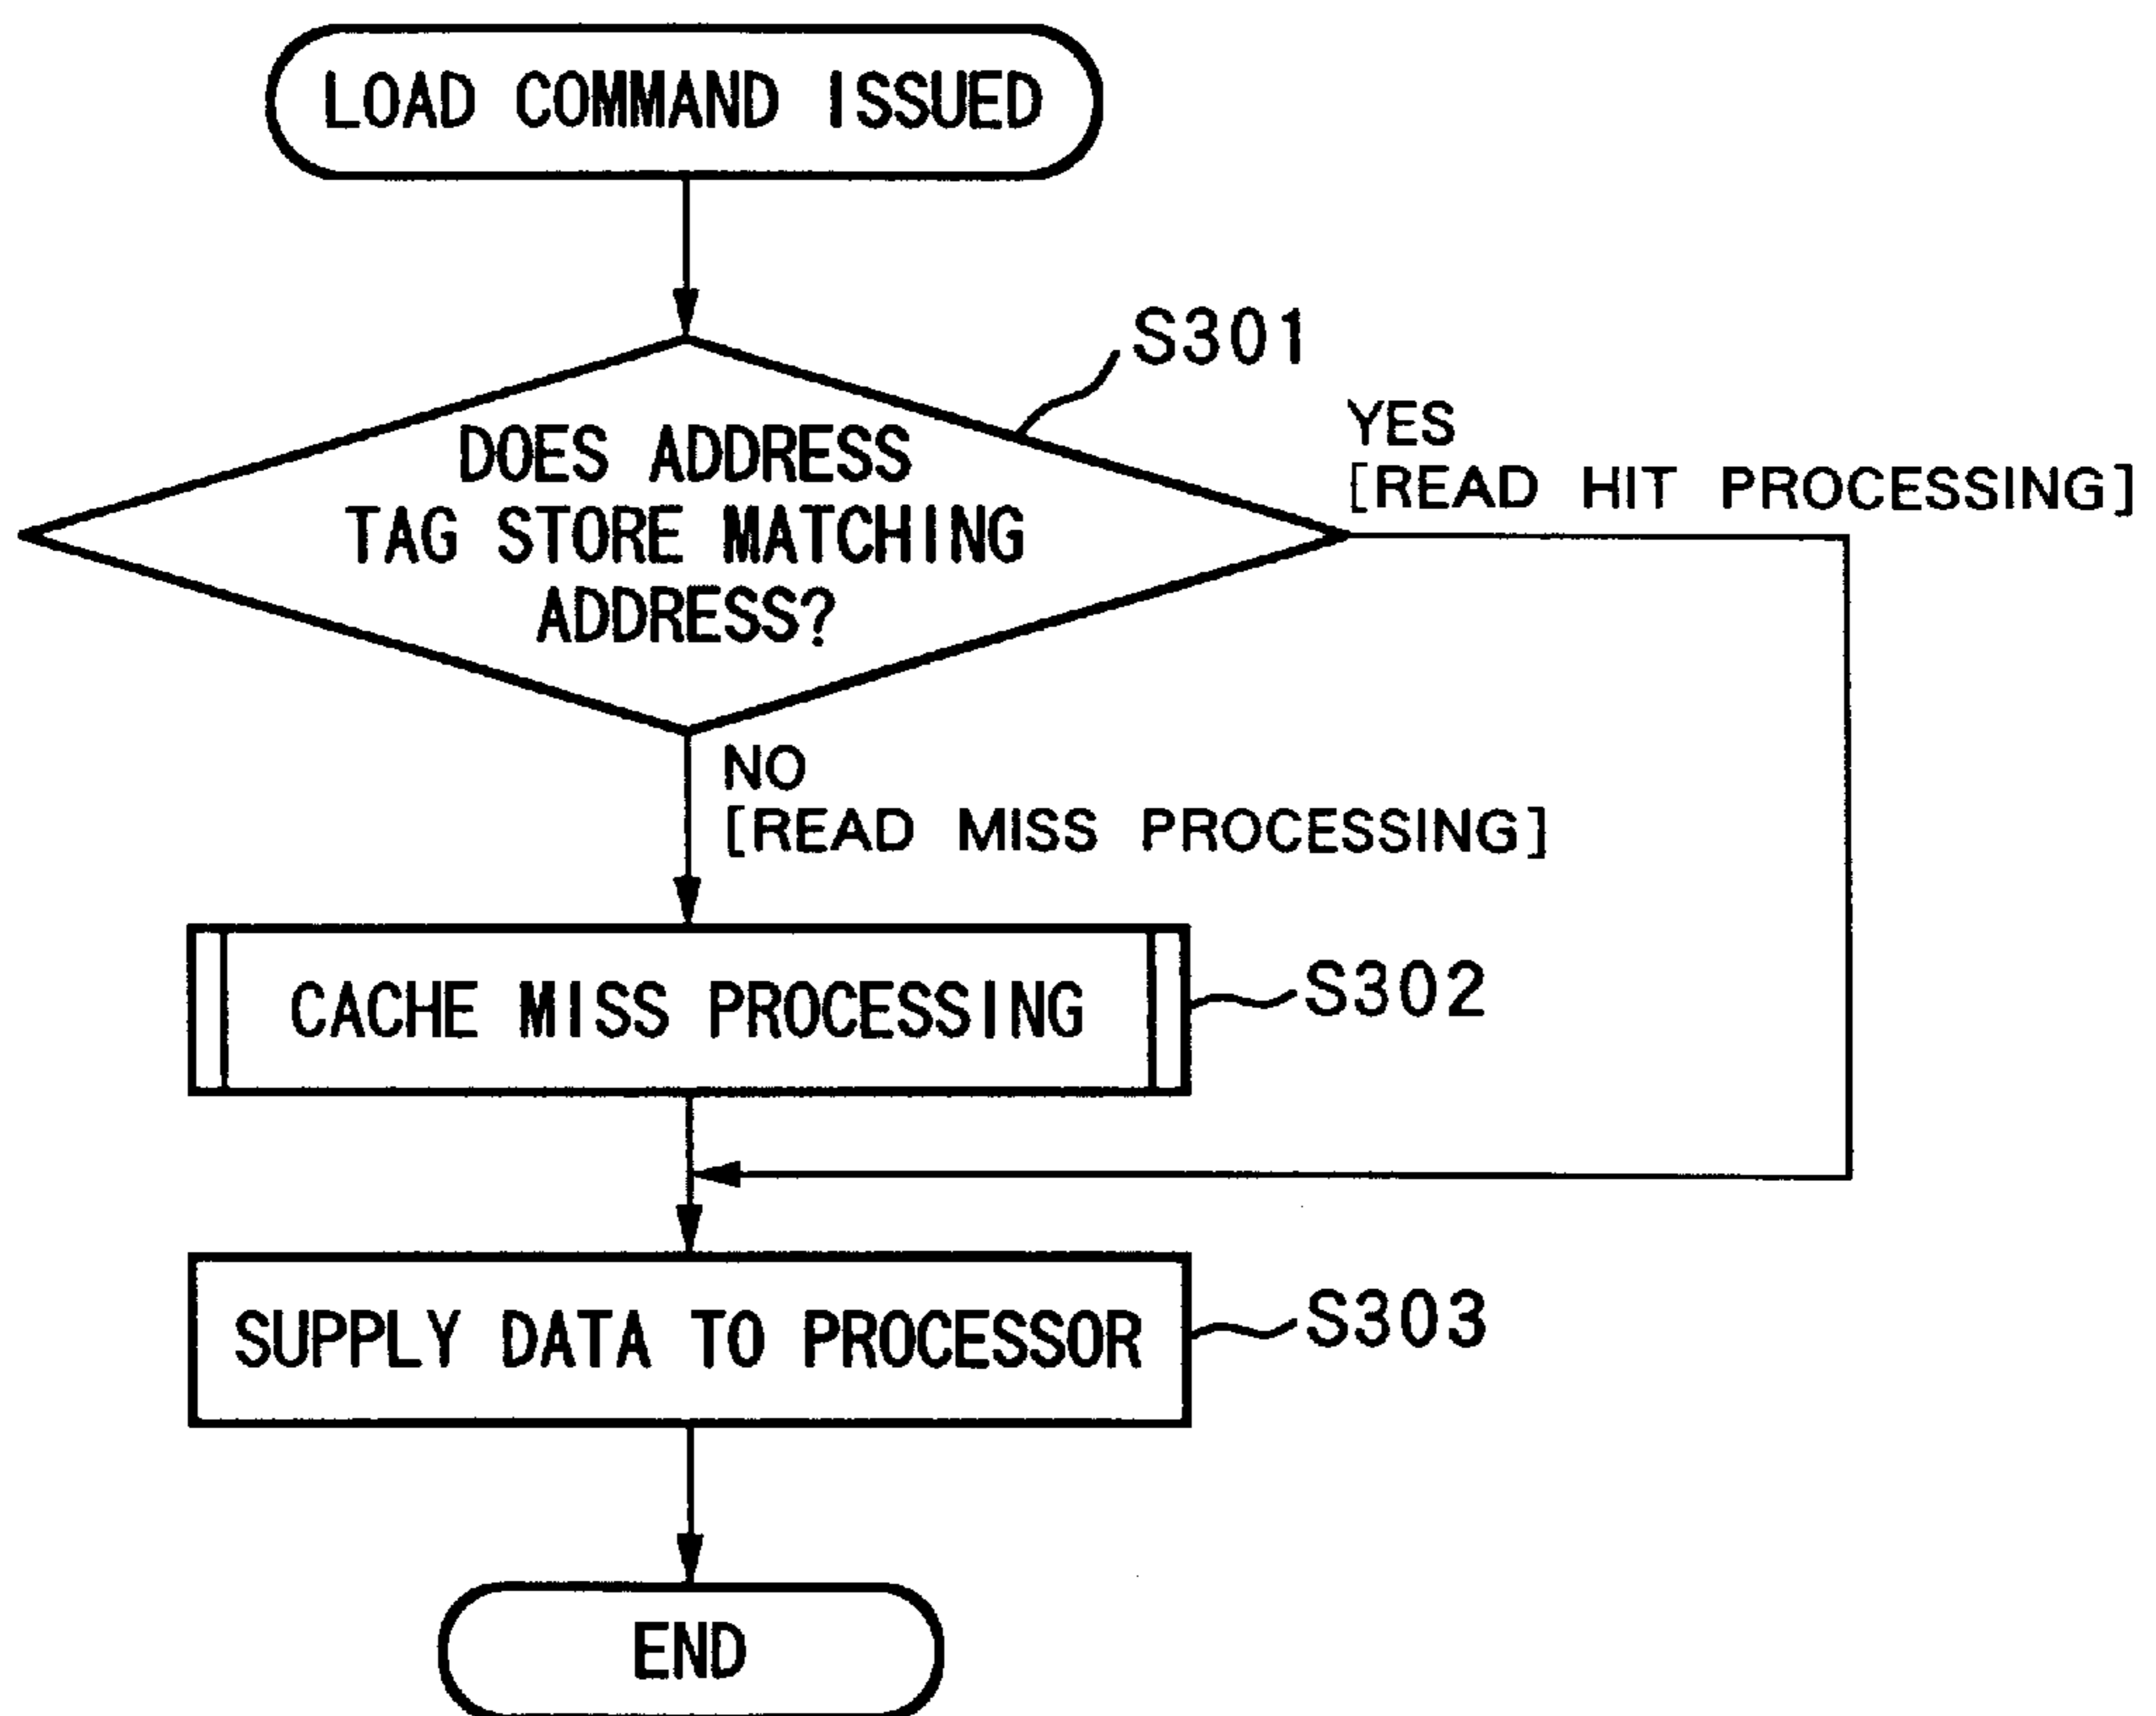 LOAD COMMAND ISSUED
S301
DOES ADDRESS
TAG STORE MATCHING
ADDRESS?
YES
[READ HIT PROCESSING]
NO
[READ MISS PROCESSING]
CACHE MISS PROCESSING
S302
SUPPLY DATA TO PROCESSOR
S303
END